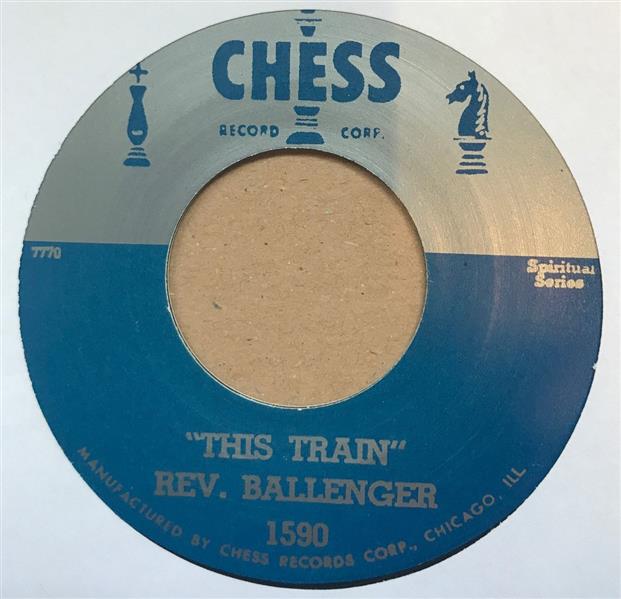 CHESS
RECORD CORP.
7770
Spiritual
Series
"THIS TRAIN"
REV. BALLENGER
1590
MANUFACTURED BY CHESS RECORDS CORP., CHICAGO, ILL